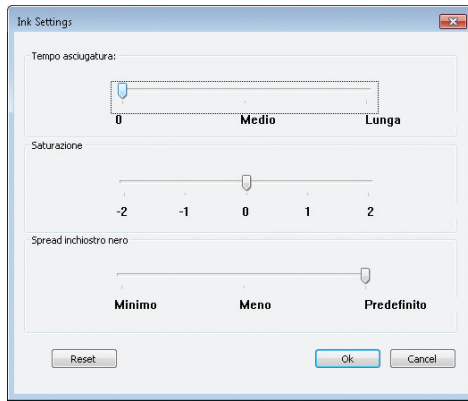 Ink Settings
Tempo asciugatura:
0 Medio Lunga
Saturazione
-2 -1 0 1 2
Spread inchiostro nero
Minimo Meno Predefinito
Reset Ok Cancel